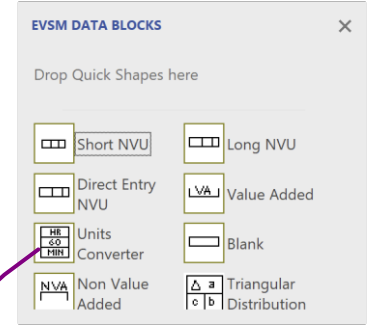 EVSM DATA BLOCKS
Drop Quick Shapes here
Short NVU
Long NVU
Direct Entry
NVU
VA
Value Added
HR
60
MIN
Units
Converter
Blank
NVA
Non Value
Added
a
c b
Triangular
Distribution